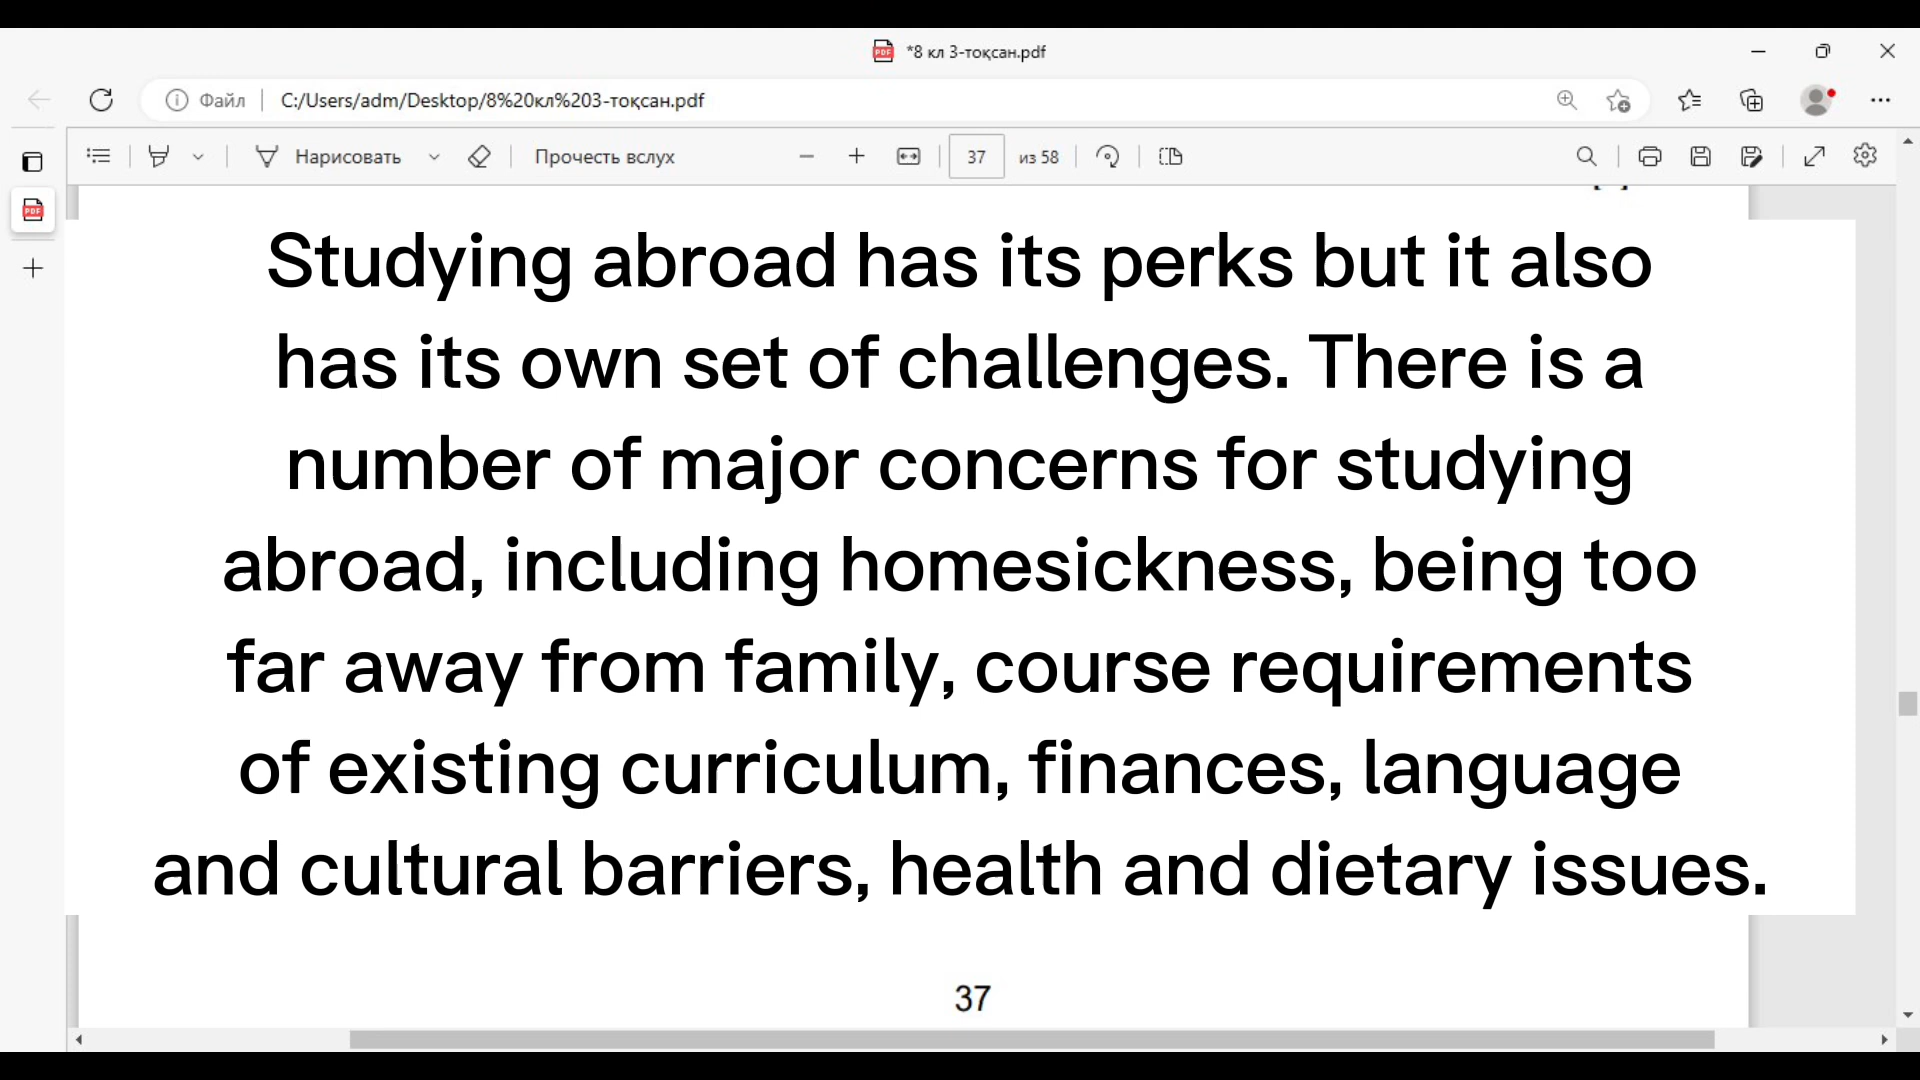 *8 кл 3-тоқсан.pdf
Файл C:/Users/adm/Desktop/8%20кл%203-тоқсан.pdf
Нарисовать Прочесть вслух 37 из 58
Studying abroad has its perks but it also
has its own set of challenges. There is a
number of major concerns for studying
abroad, including homesickness, being too
far away from family, course requirements
of existing curriculum, finances, language
and cultural barriers, health and dietary issues.
37